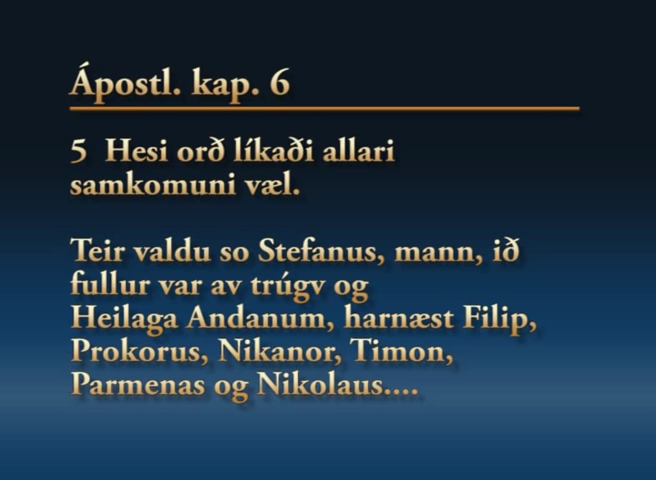 Ápostl. kap. 6
5 Hesi orð líkaði allari
samkomuni væl.
Teir valdu so Stefanus, mann, ið
fullur var av trúgv og
Heilaga Andanum, harnæst Filip,
Prokorus, Nikanor, Timon,
Parmenas og Nikolaus....